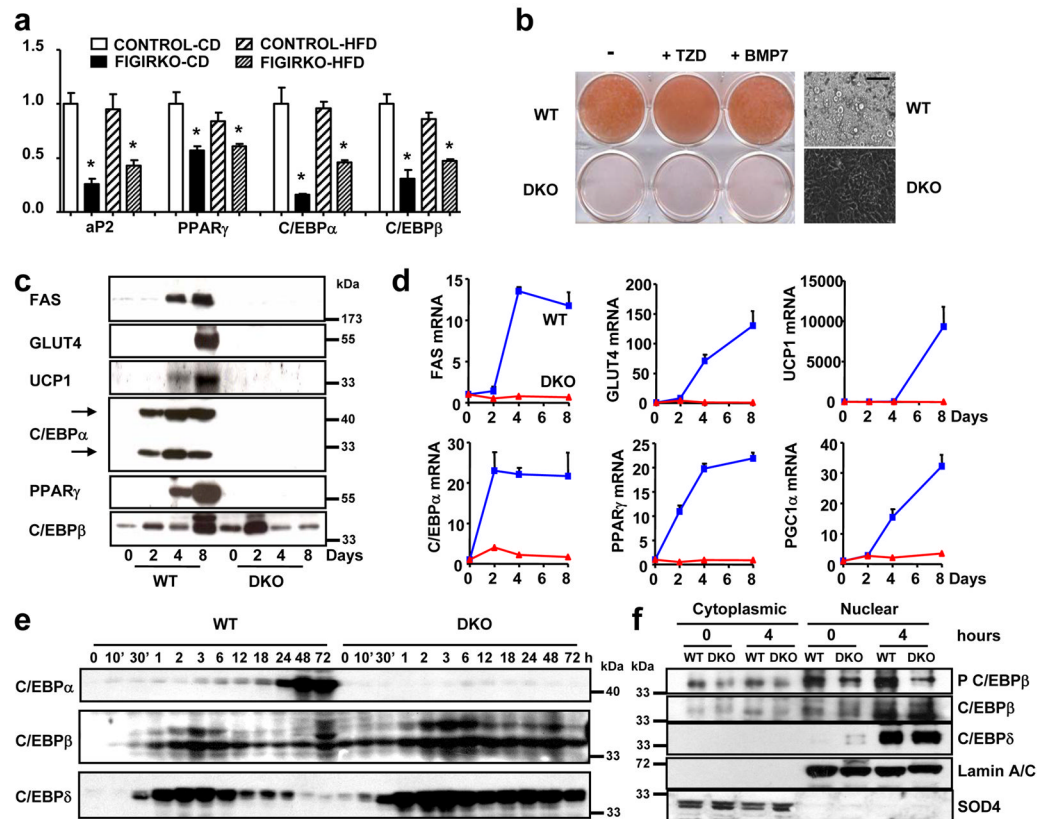 a
CONTROL-CD CONTROL-HFD
FIGIRKO-CD FIGIRKO-HFD
1.5
1.0
0.5
0.0
* * * * * * * *
aP2 PPARγ C/EBPα C/EBPβ
b
- + TZD + BMP7
WT WT
DKO DKO
c
kDa
FAS
173
GLUT4 55
UCP1 33
40
C/EBPα
33
PPARγ 55
C/EBPβ 33
0 2 4 8 0 2 4 8 Days
WT DKO
d
FAS mRNA
15
10
5
0
WT
DKO
0 2 4 6 8
GLUT4 mRNA
200
150
100
50
0
0 2 4 6 8
UCP1 mRNA
15000
10000
5000
0
0 2 4 6 8 Days
C/EBPα mRNA
30
20
10
0
0 2 4 6 8
PPARγ mRNA
25
20
15
10
5
0
0 2 4 6 8
PGC1α mRNA
40
30
20
10
0
0 2 4 6 8 Days
e
WT DKO
0 10’ 30’ 1 2 3 6 12 18 24 48 72 0 10’ 30’ 1 2 3 6 12 18 24 48 72 h
kDa
C/EBPα 40
C/EBPβ 33
C/EBPδ 33
f
Cytoplasmic Nuclear
0 4 0 4 hours
WT DKO WT DKO WT DKO WT DKO
kDa
33 P C/EBPβ
33 C/EBPβ
33 C/EBPδ
72 Lamin A/C
33 SOD4